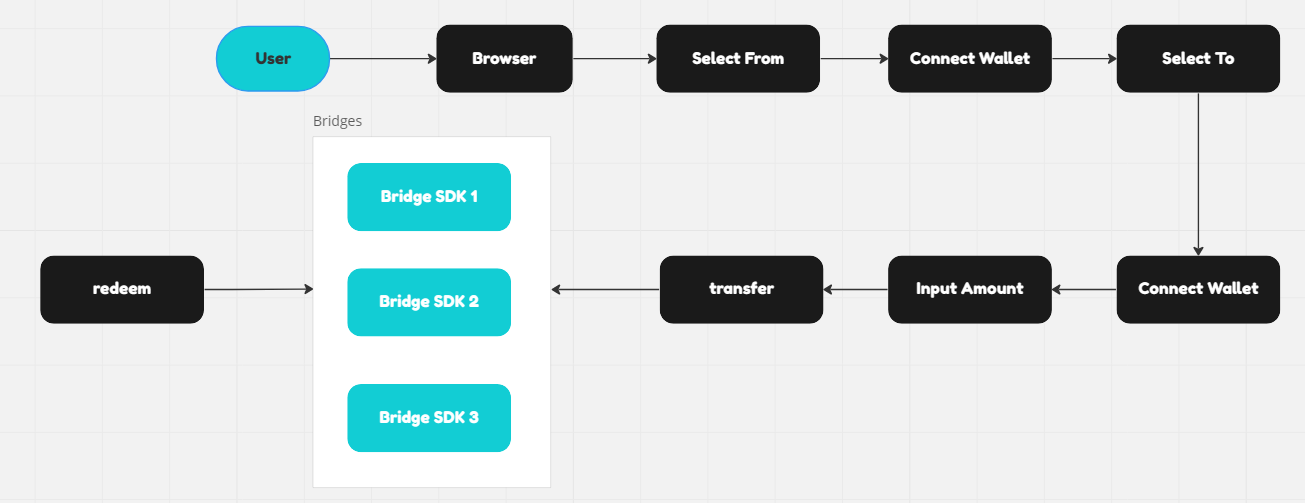 User
Browser
Select From
Connect Wallet
Select To
Bridges
Bridge SDK 1
Bridge SDK 2
Bridge SDK 3
redeem
transfer
Input Amount
Connect Wallet